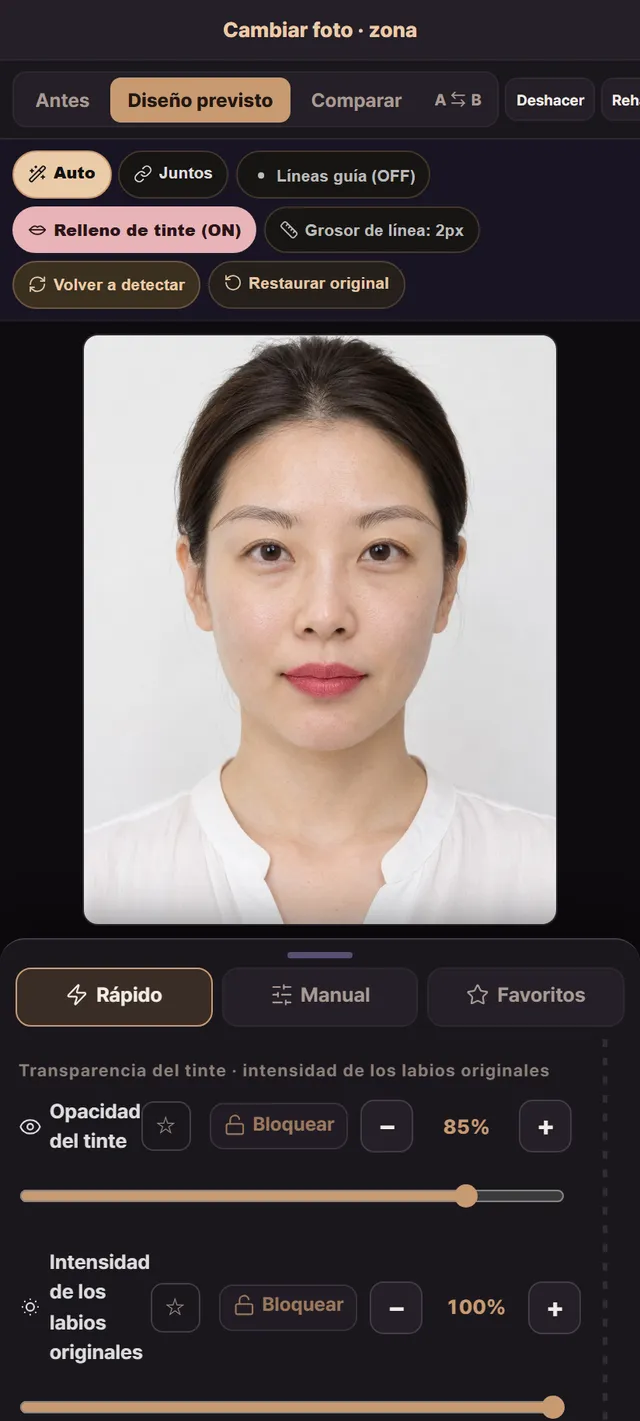 Cambiar foto · zona
Antes
Diseño previsto
Comparar
A ⇆ B
Deshacer
Reh
Auto
Juntos
• Líneas guía (OFF)
Relleno de tinte (ON)
Grosor de línea: 2px
Volver a detectar
Restaurar original
Rápido
Manual
Favoritos
Transparencia del tinte · intensidad de los labios originales
Opacidad
del tinte
Bloquear
−
85%
+
Intensidad
de los
labios
originales
Bloquear
−
100%
+